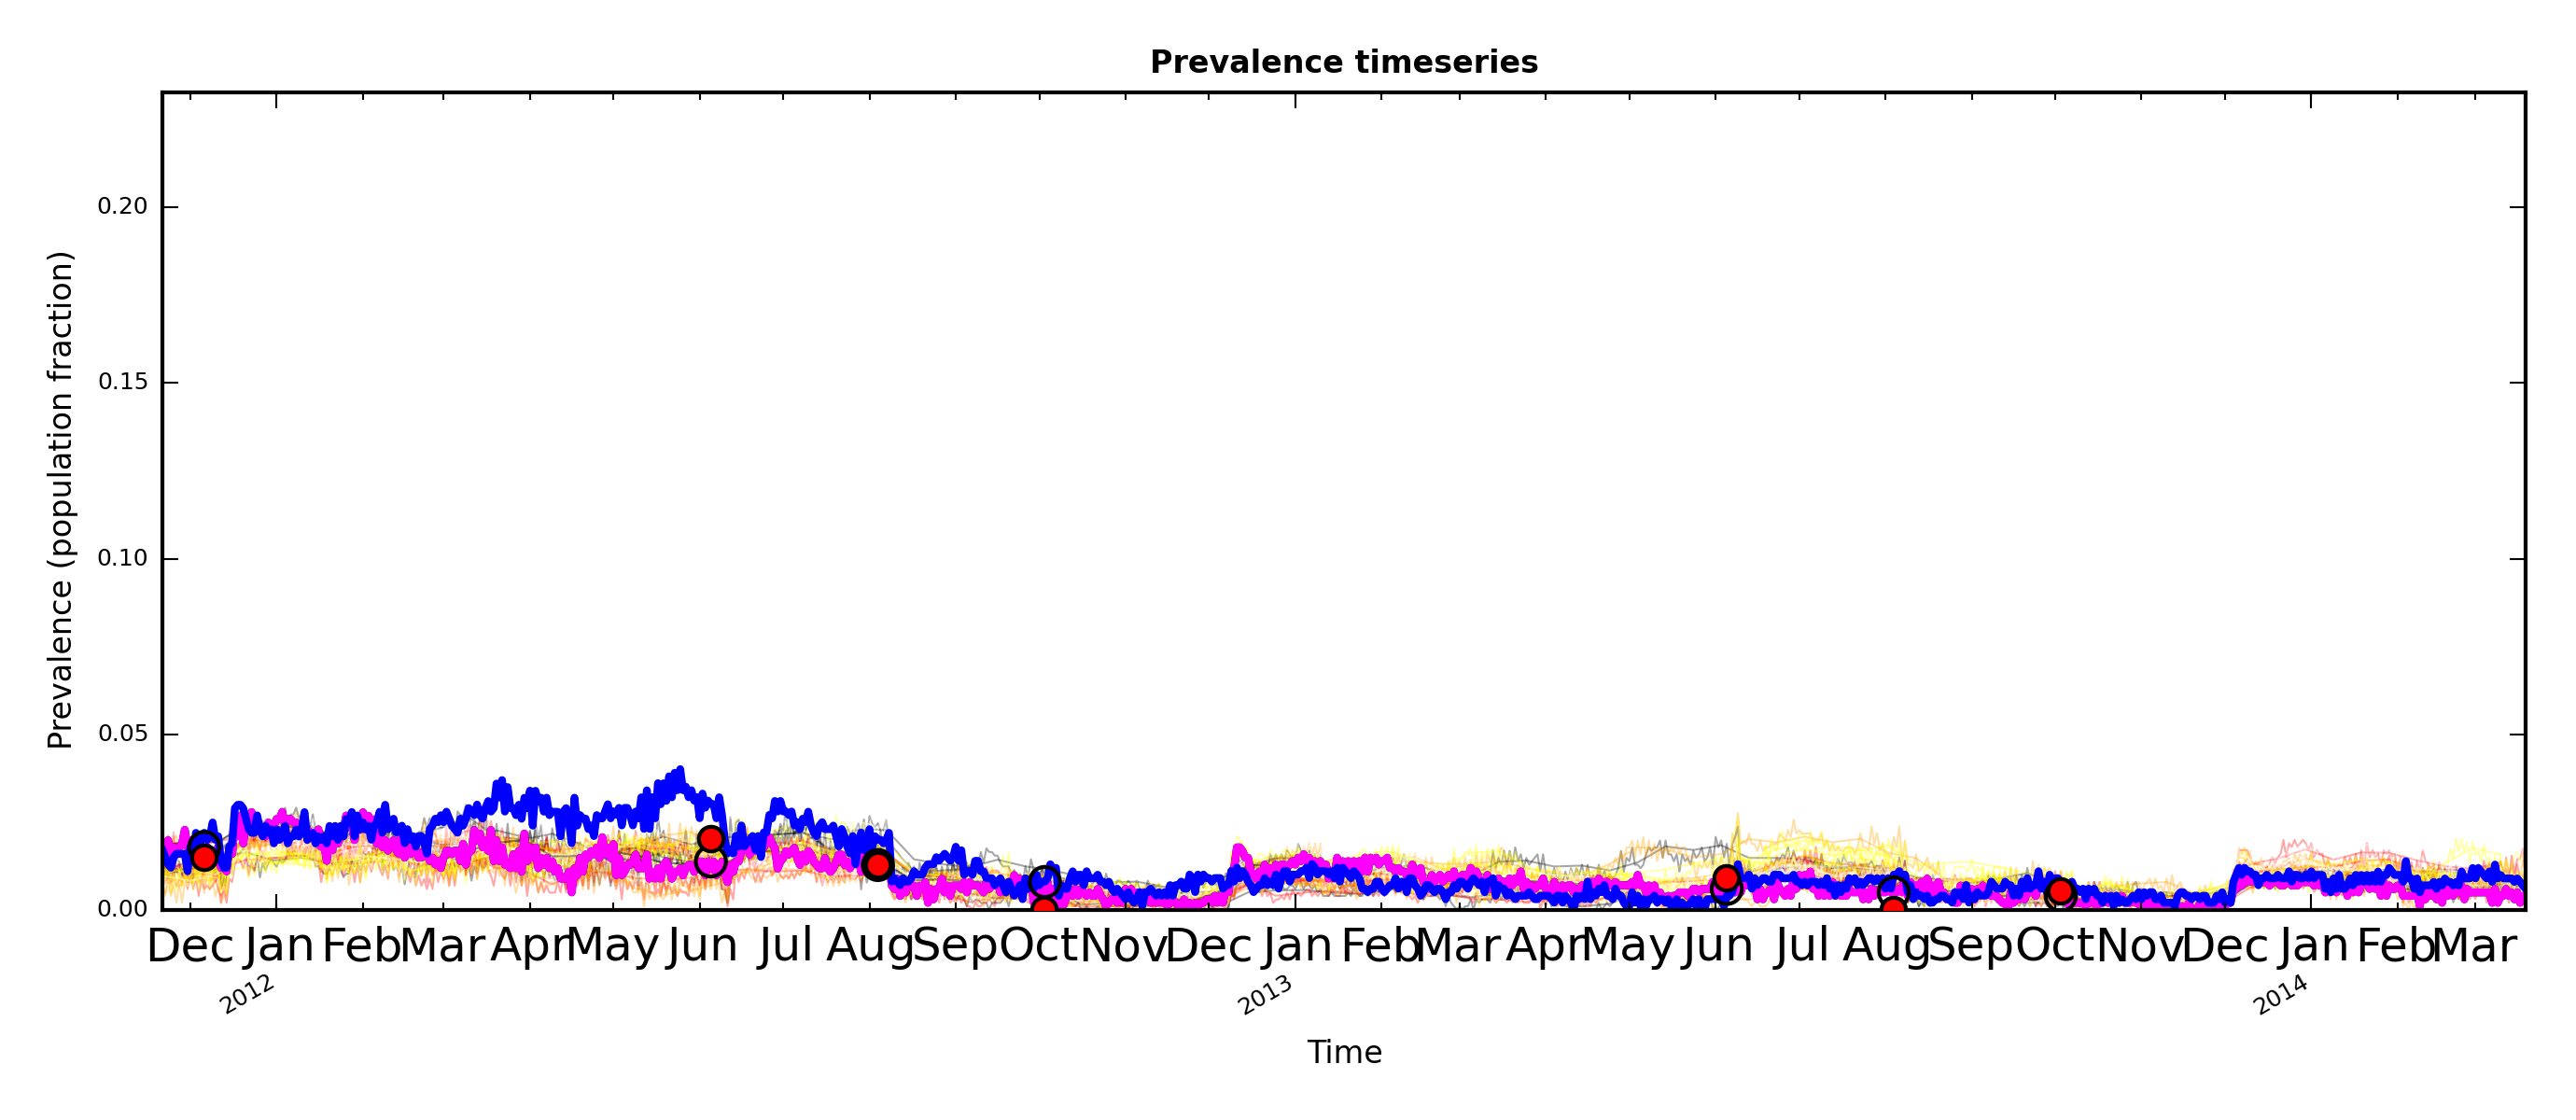 Prevalence timeseries
Prevalence (population fraction)
0.20
0.15
0.10
0.05
0.00
Dec Jan Feb Mar Apr May Jun Jul Aug Sep Oct Nov Dec Jan Feb Mar Apr May Jun Jul Aug Sep Oct Nov Dec Jan Feb Mar
2012 2013 2014
Time